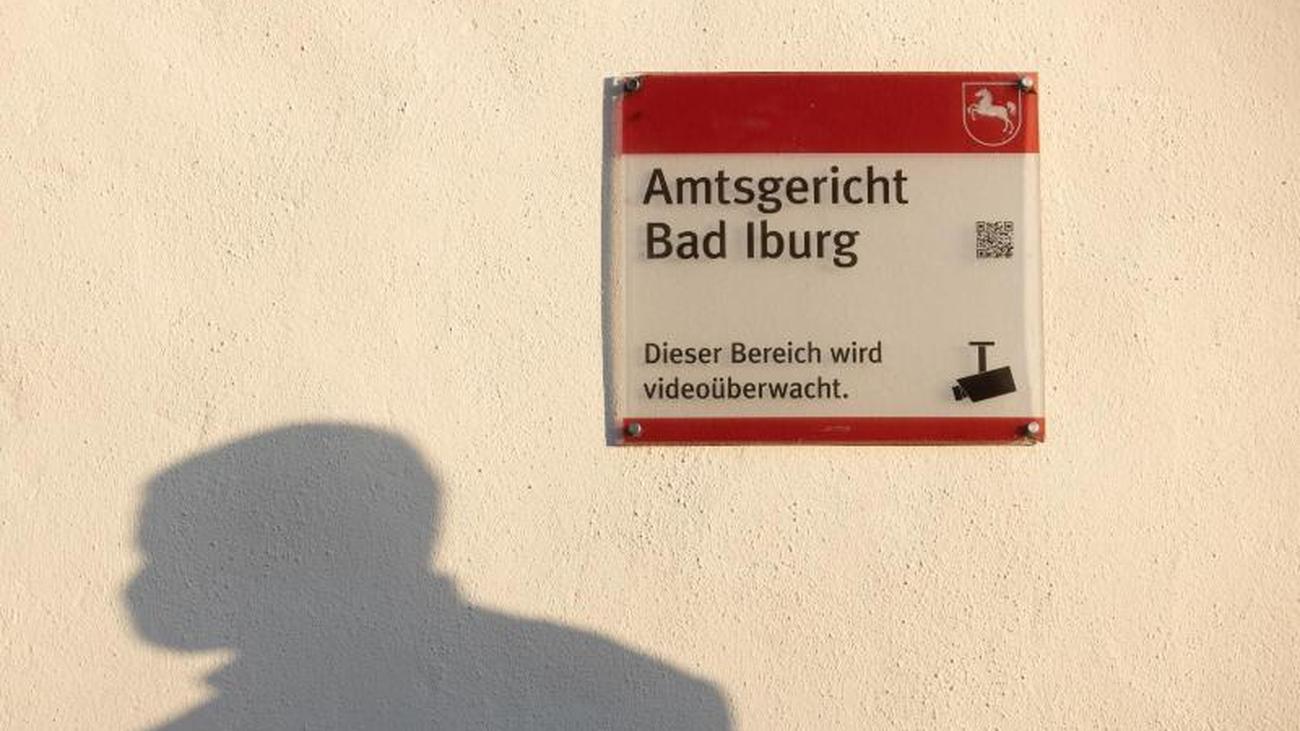 Amtsgericht
Bad Iburg
Dieser Bereich wird
videoüberwacht.